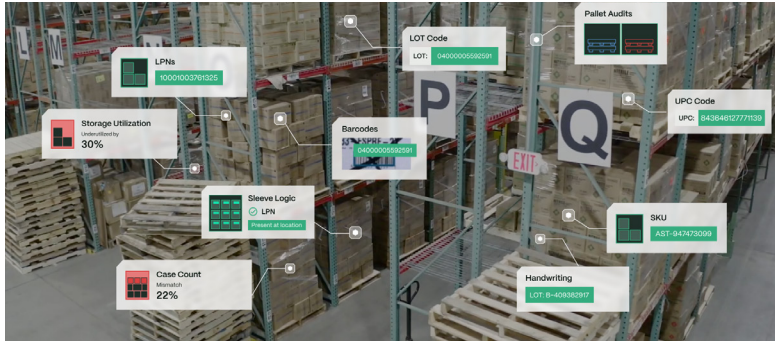 L
M
LPNs
10001003761325
Storage Utilization
Underutilized by
30%
LOT Code
LOT: 04000005592591
Pallet Audits
UPC Code
UPC: 843646127771139
Barcodes
04000005592591
P
Q
EXIT
Sleeve Logic
LPN
Present at location
SKU
AST-947473099
Case Count
Mismatch
22%
Handwriting
LOT: B-409382917